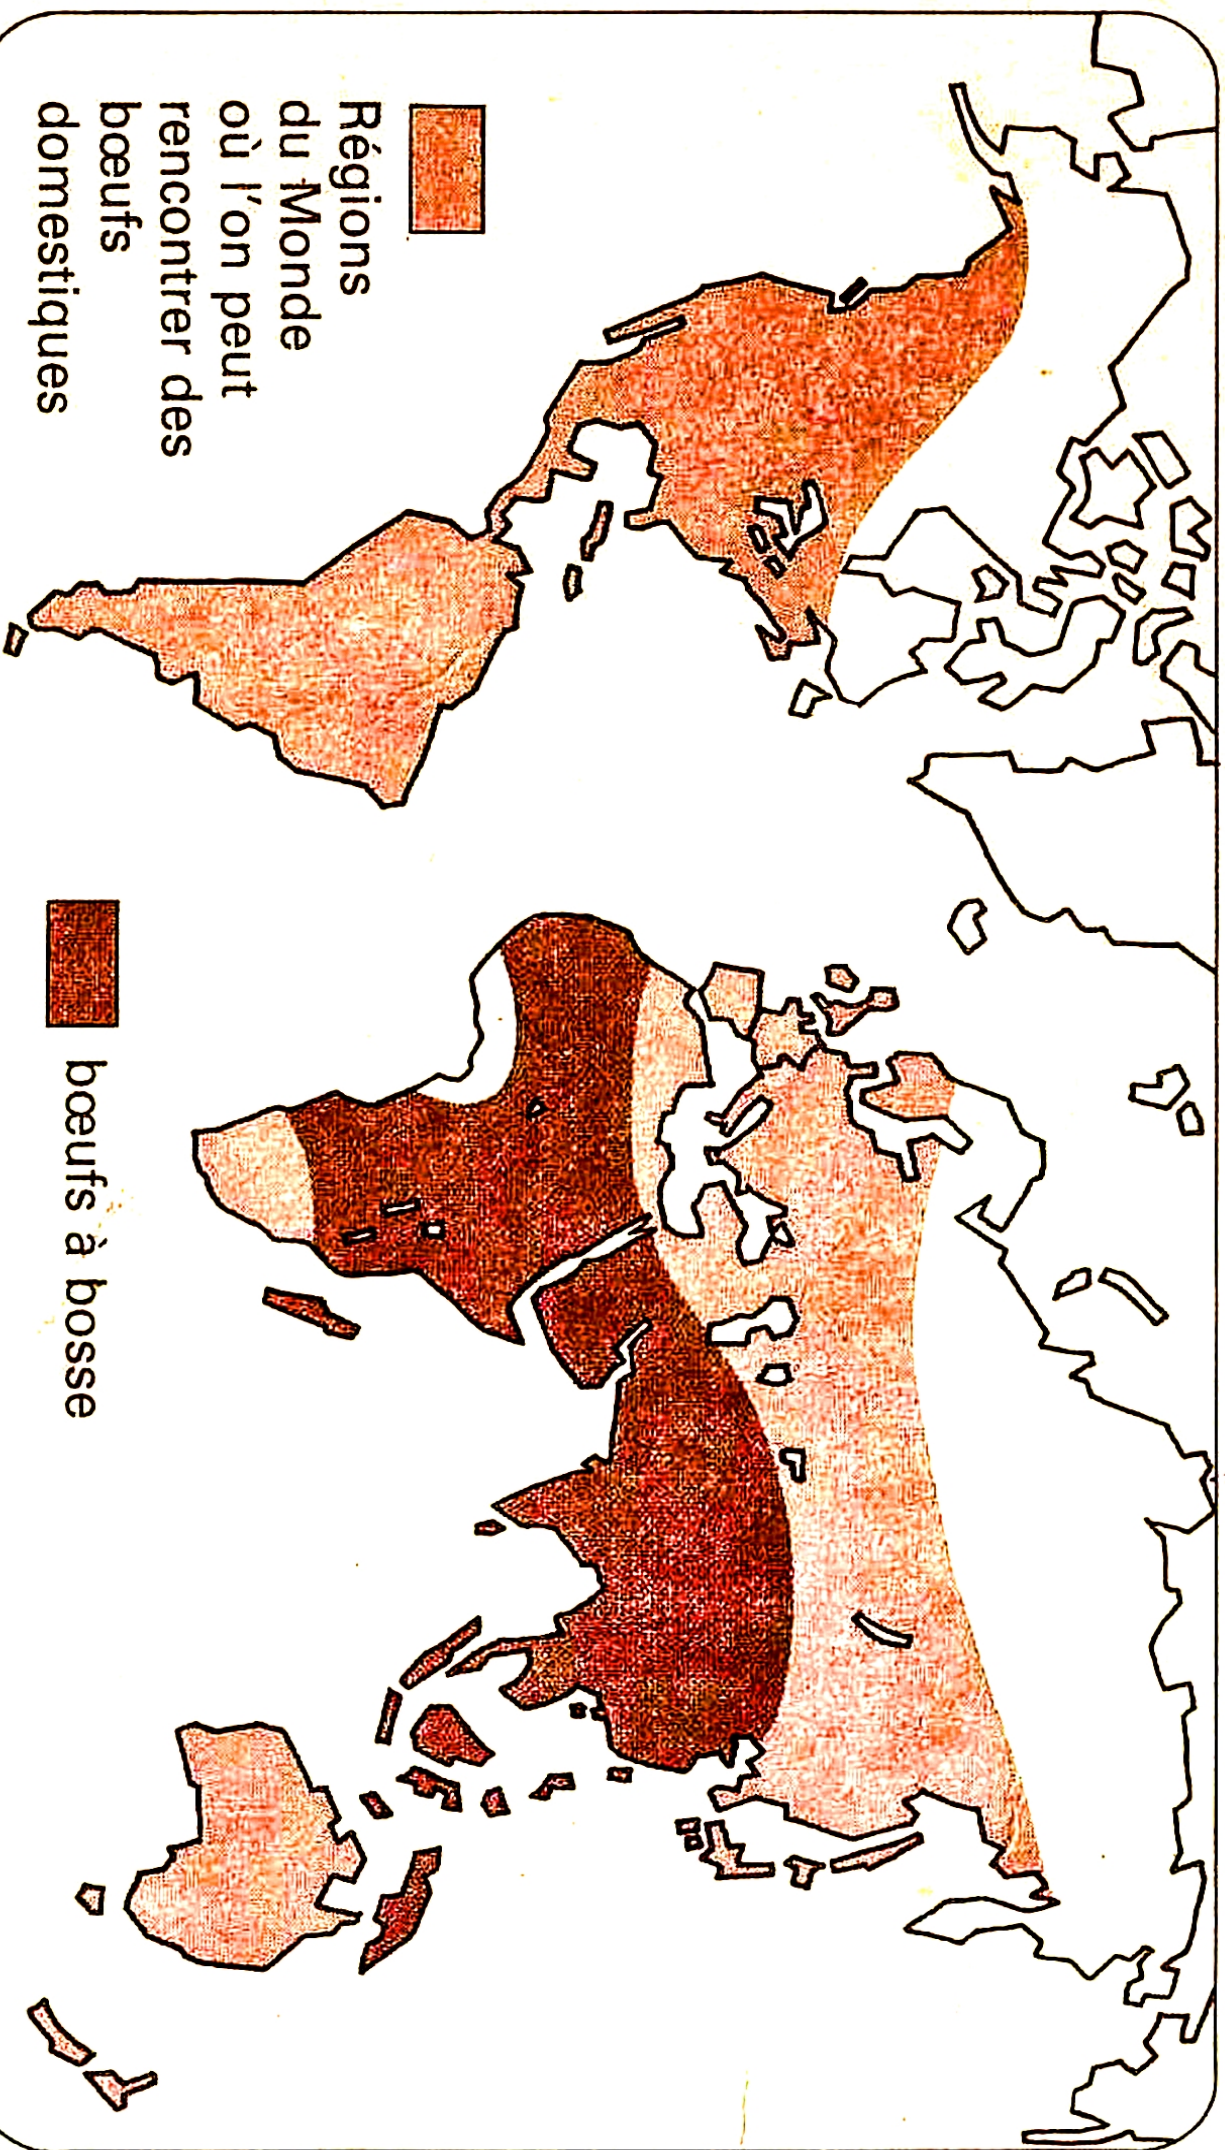 Régions
du Monde
où l'on peut
rencontrer des
bœufs
domestiques
bœufs à bosse